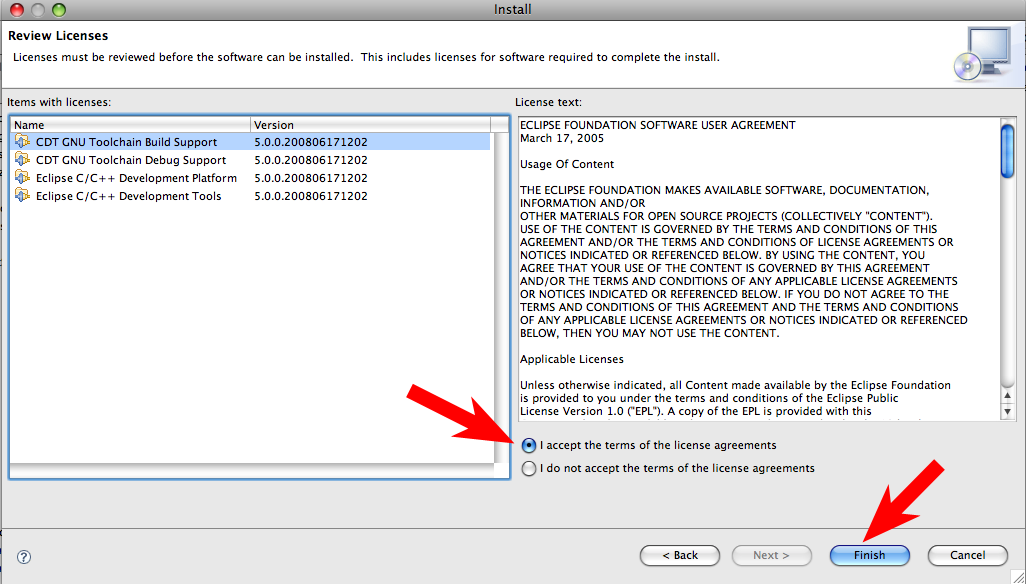 Install
Review Licenses
Licenses must be reviewed before the software can be installed.  This includes licenses for software required to complete the install.
Items with licenses:
Name Version
CDT GNU Toolchain Build Support 5.0.0.200806171202
CDT GNU Toolchain Debug Support 5.0.0.200806171202
Eclipse C/C++ Development Platform 5.0.0.200806171202
Eclipse C/C++ Development Tools 5.0.0.200806171202
License text:
ECLIPSE FOUNDATION SOFTWARE USER AGREEMENT
March 17, 2005
Usage Of Content
THE ECLIPSE FOUNDATION MAKES AVAILABLE SOFTWARE, DOCUMENTATION,
INFORMATION AND/OR
OTHER MATERIALS FOR OPEN SOURCE PROJECTS (COLLECTIVELY "CONTENT").
USE OF THE CONTENT IS GOVERNED BY THE TERMS AND CONDITIONS OF THIS
AGREEMENT AND/OR THE TERMS AND CONDITIONS OF LICENSE AGREEMENTS OR
NOTICES INDICATED OR REFERENCED BELOW. BY USING THE CONTENT, YOU
AGREE THAT YOUR USE OF THE CONTENT IS GOVERNED BY THIS AGREEMENT
AND/OR THE TERMS AND CONDITIONS OF ANY APPLICABLE LICENSE AGREEMENTS
OR NOTICES INDICATED OR REFERENCED BELOW. IF YOU DO NOT AGREE TO THE
TERMS AND CONDITIONS OF THIS AGREEMENT AND THE TERMS AND CONDITIONS
OF ANY APPLICABLE LICENSE AGREEMENTS OR NOTICES INDICATED OR REFERENCED
BELOW, THEN YOU MAY NOT USE THE CONTENT.
Applicable Licenses
Unless otherwise indicated, all Content made available by the Eclipse Foundation
is provided to you under the terms and conditions of the Eclipse Public
License Version 1.0 ("EPL"). A copy of the EPL is provided with this
I accept the terms of the license agreements
I do not accept the terms of the license agreements
?
< Back
Next >
Finish
Cancel